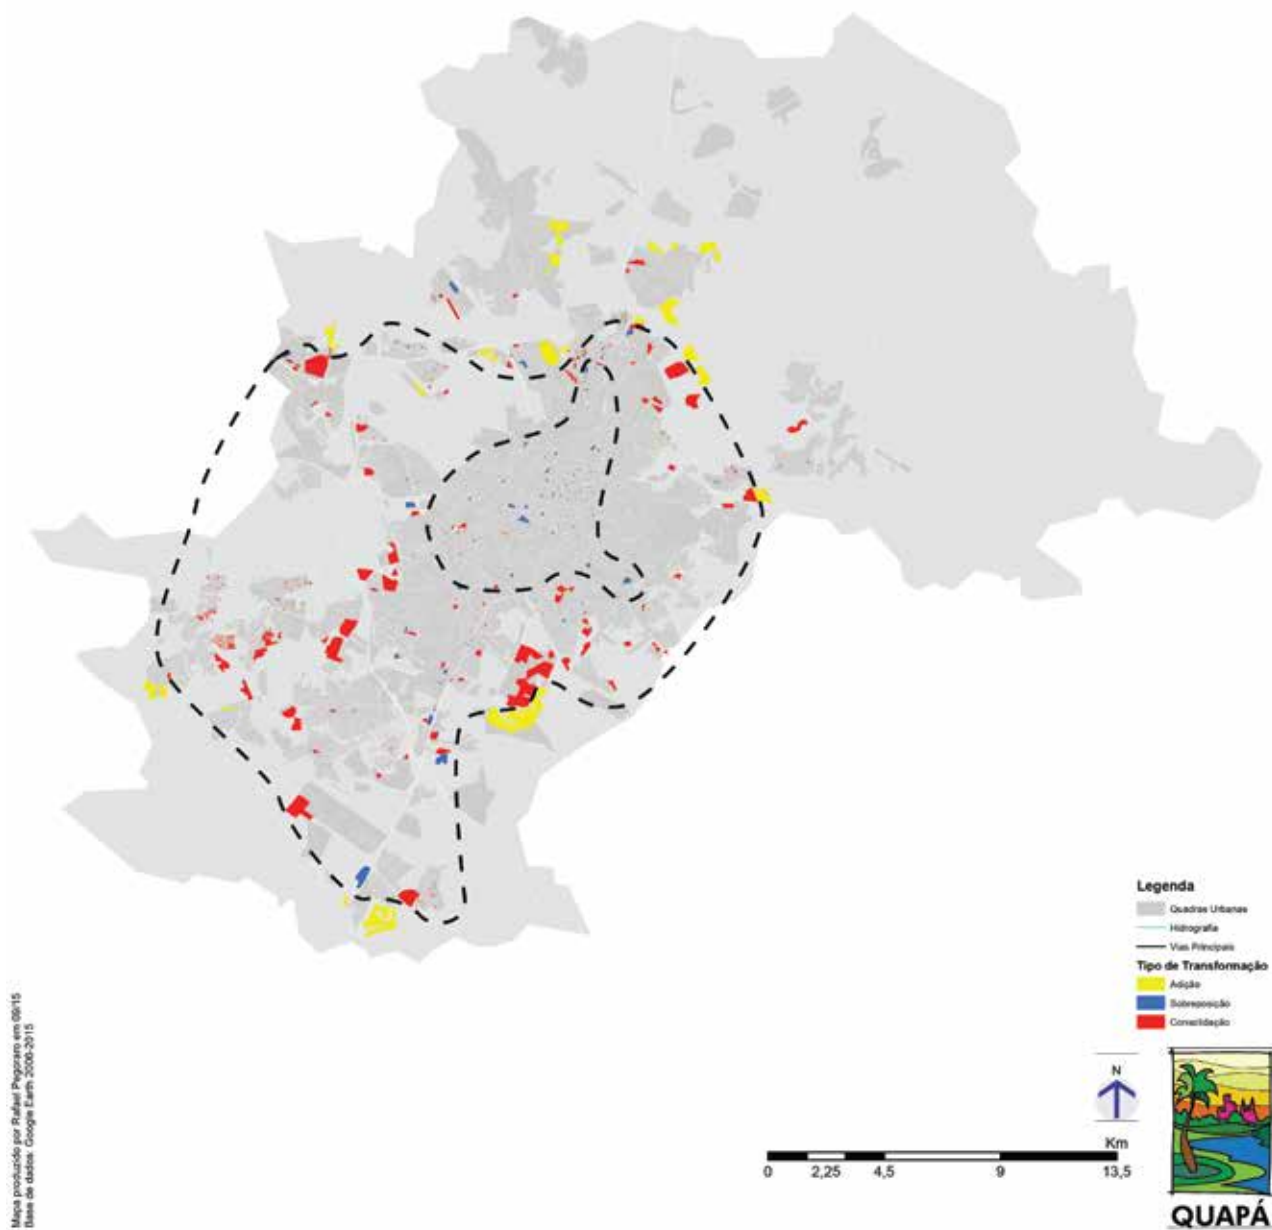 Legenda
Quadras Urbanas
Hidrografia
Vias Principais
Tipo de Transformação
Adição
Sobreposição
Consolidação
N
Km
0 2,25 4,5 9 13,5
QUAPÁ
Mapa produzido por Rafael Pegoraro em 09/15
Base de dados: Google Earth 2006-2015